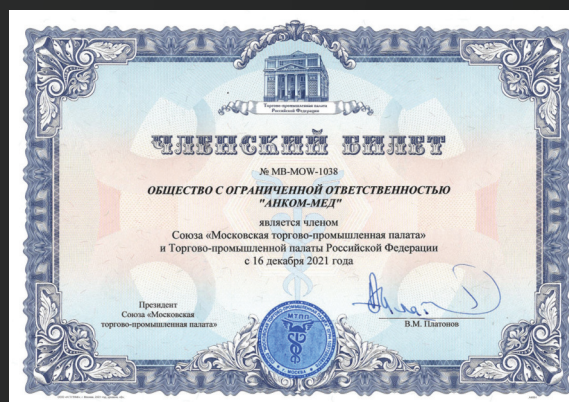 Торгово-промышленная палата
Российской Федерации
ЧЛЕНСКИЙ БИЛЕТ
№ MB-MOW-1038
ОБЩЕСТВО С ОГРАНИЧЕННОЙ ОТВЕТСТВЕННОСТЬЮ
"АНКОМ-МЕД"
является членом
Союза «Московская торгово-промышленная палата»
и Торгово-промышленной палаты Российской Федерации
с 16 декабря 2021 года
Президент
Союза «Московская
торгово-промышленная палата»
В.М. Платонов
МТПП
МОСКВА